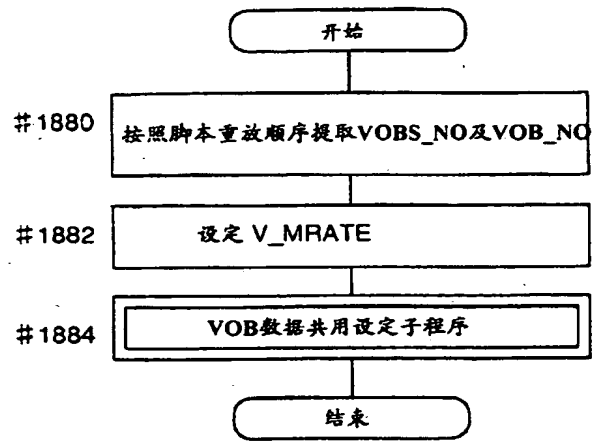 开始
#1880
按照脚本重放顺序提取VOBS_NO及VOB_NO
#1882
设定 V_MRATE
#1884
VOB数据共用设定子程序
结束